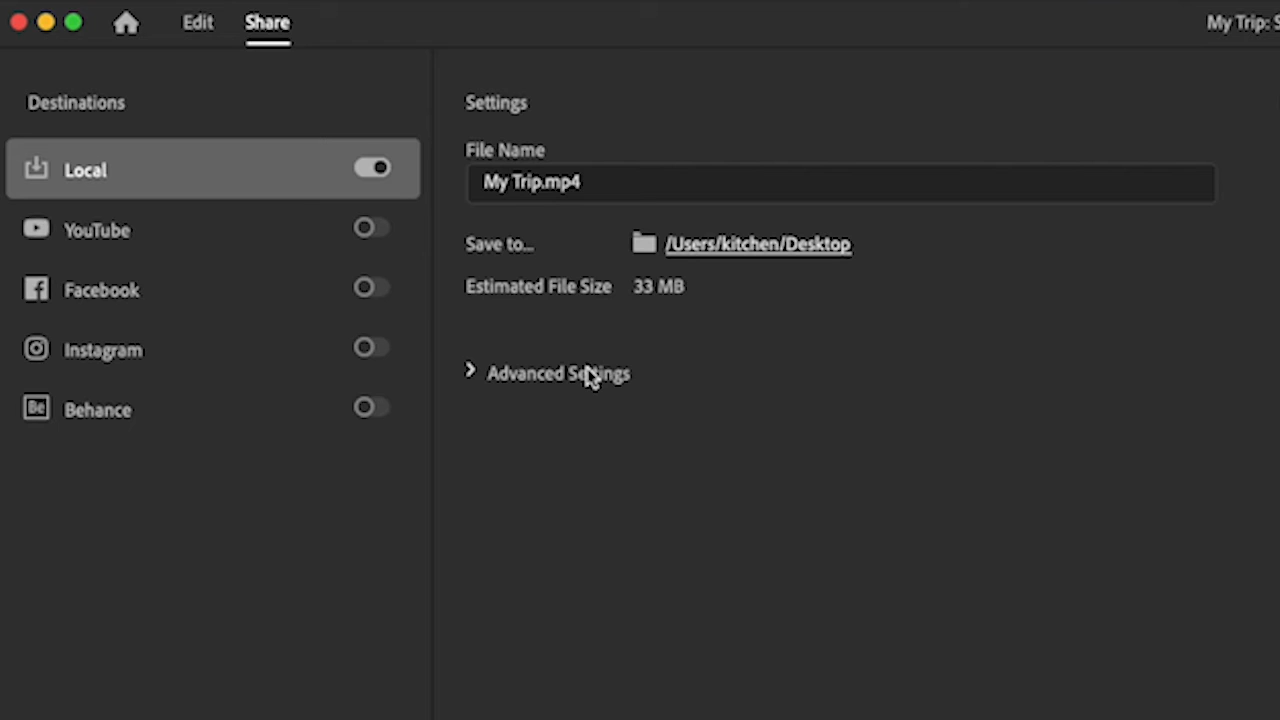 Edit Share My Trip: S
Destinations
Local
YouTube
Facebook
Instagram
Be Behance
Settings
File Name
My Trip.mp4
Save to... /Users/kitchen/Desktop
Estimated File Size 33 MB
Advanced Settings